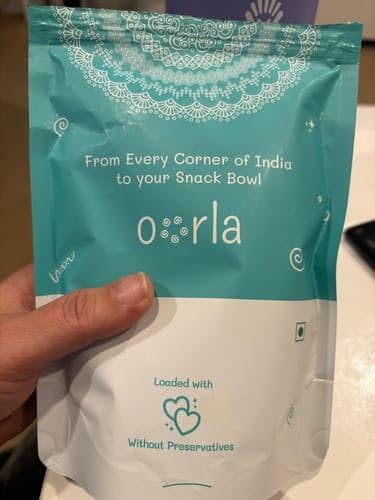 From Every Corner of India
to your Snack Bowl
oorla
Loaded with
Without Preservatives